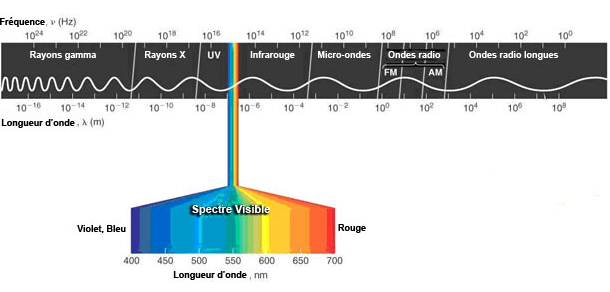 Fréquence, ν (Hz)
10²⁴ 10²² 10²⁰ 10¹⁸ 10¹⁶ 10¹⁴ 10¹² 10¹⁰ 10⁸ 10⁶ 10⁴ 10² 10⁰
Rayons gamma Rayons X UV Infrarouge Micro-ondes Ondes radio Ondes radio longues
FM AM
10⁻¹⁶ 10⁻¹⁴ 10⁻¹² 10⁻¹⁰ 10⁻⁸ 10⁻⁶ 10⁻⁴ 10⁻² 10⁰ 10² 10⁴ 10⁶ 10⁸
Longueur d'onde , λ (m)
Spectre Visible
Violet, Bleu
Rouge
400 450 500 550 600 650 700
Longueur d'onde , nm